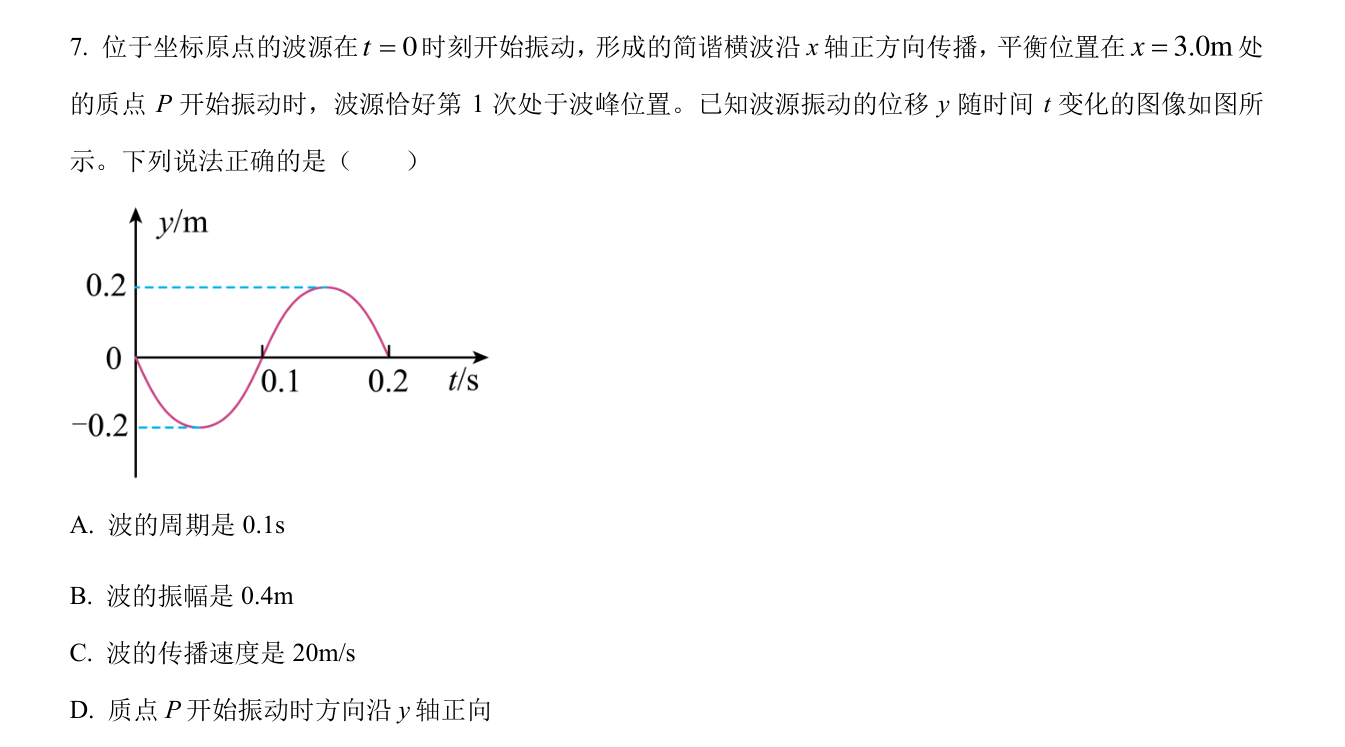 7. 位于坐标原点的波源在 t = 0 时刻开始振动，形成的简谐横波沿 x 轴正方向传播，平衡位置在 x = 3.0m 处
的质点 P 开始振动时，波源恰好第 1 次处于波峰位置。已知波源振动的位移 y 随时间 t 变化的图像如图所
示。下列说法正确的是（　　）
y/m
0.2
0
0.1
0.2
t/s
−0.2
A. 波的周期是 0.1s
B. 波的振幅是 0.4m
C. 波的传播速度是 20m/s
D. 质点 P 开始振动时方向沿 y 轴正向